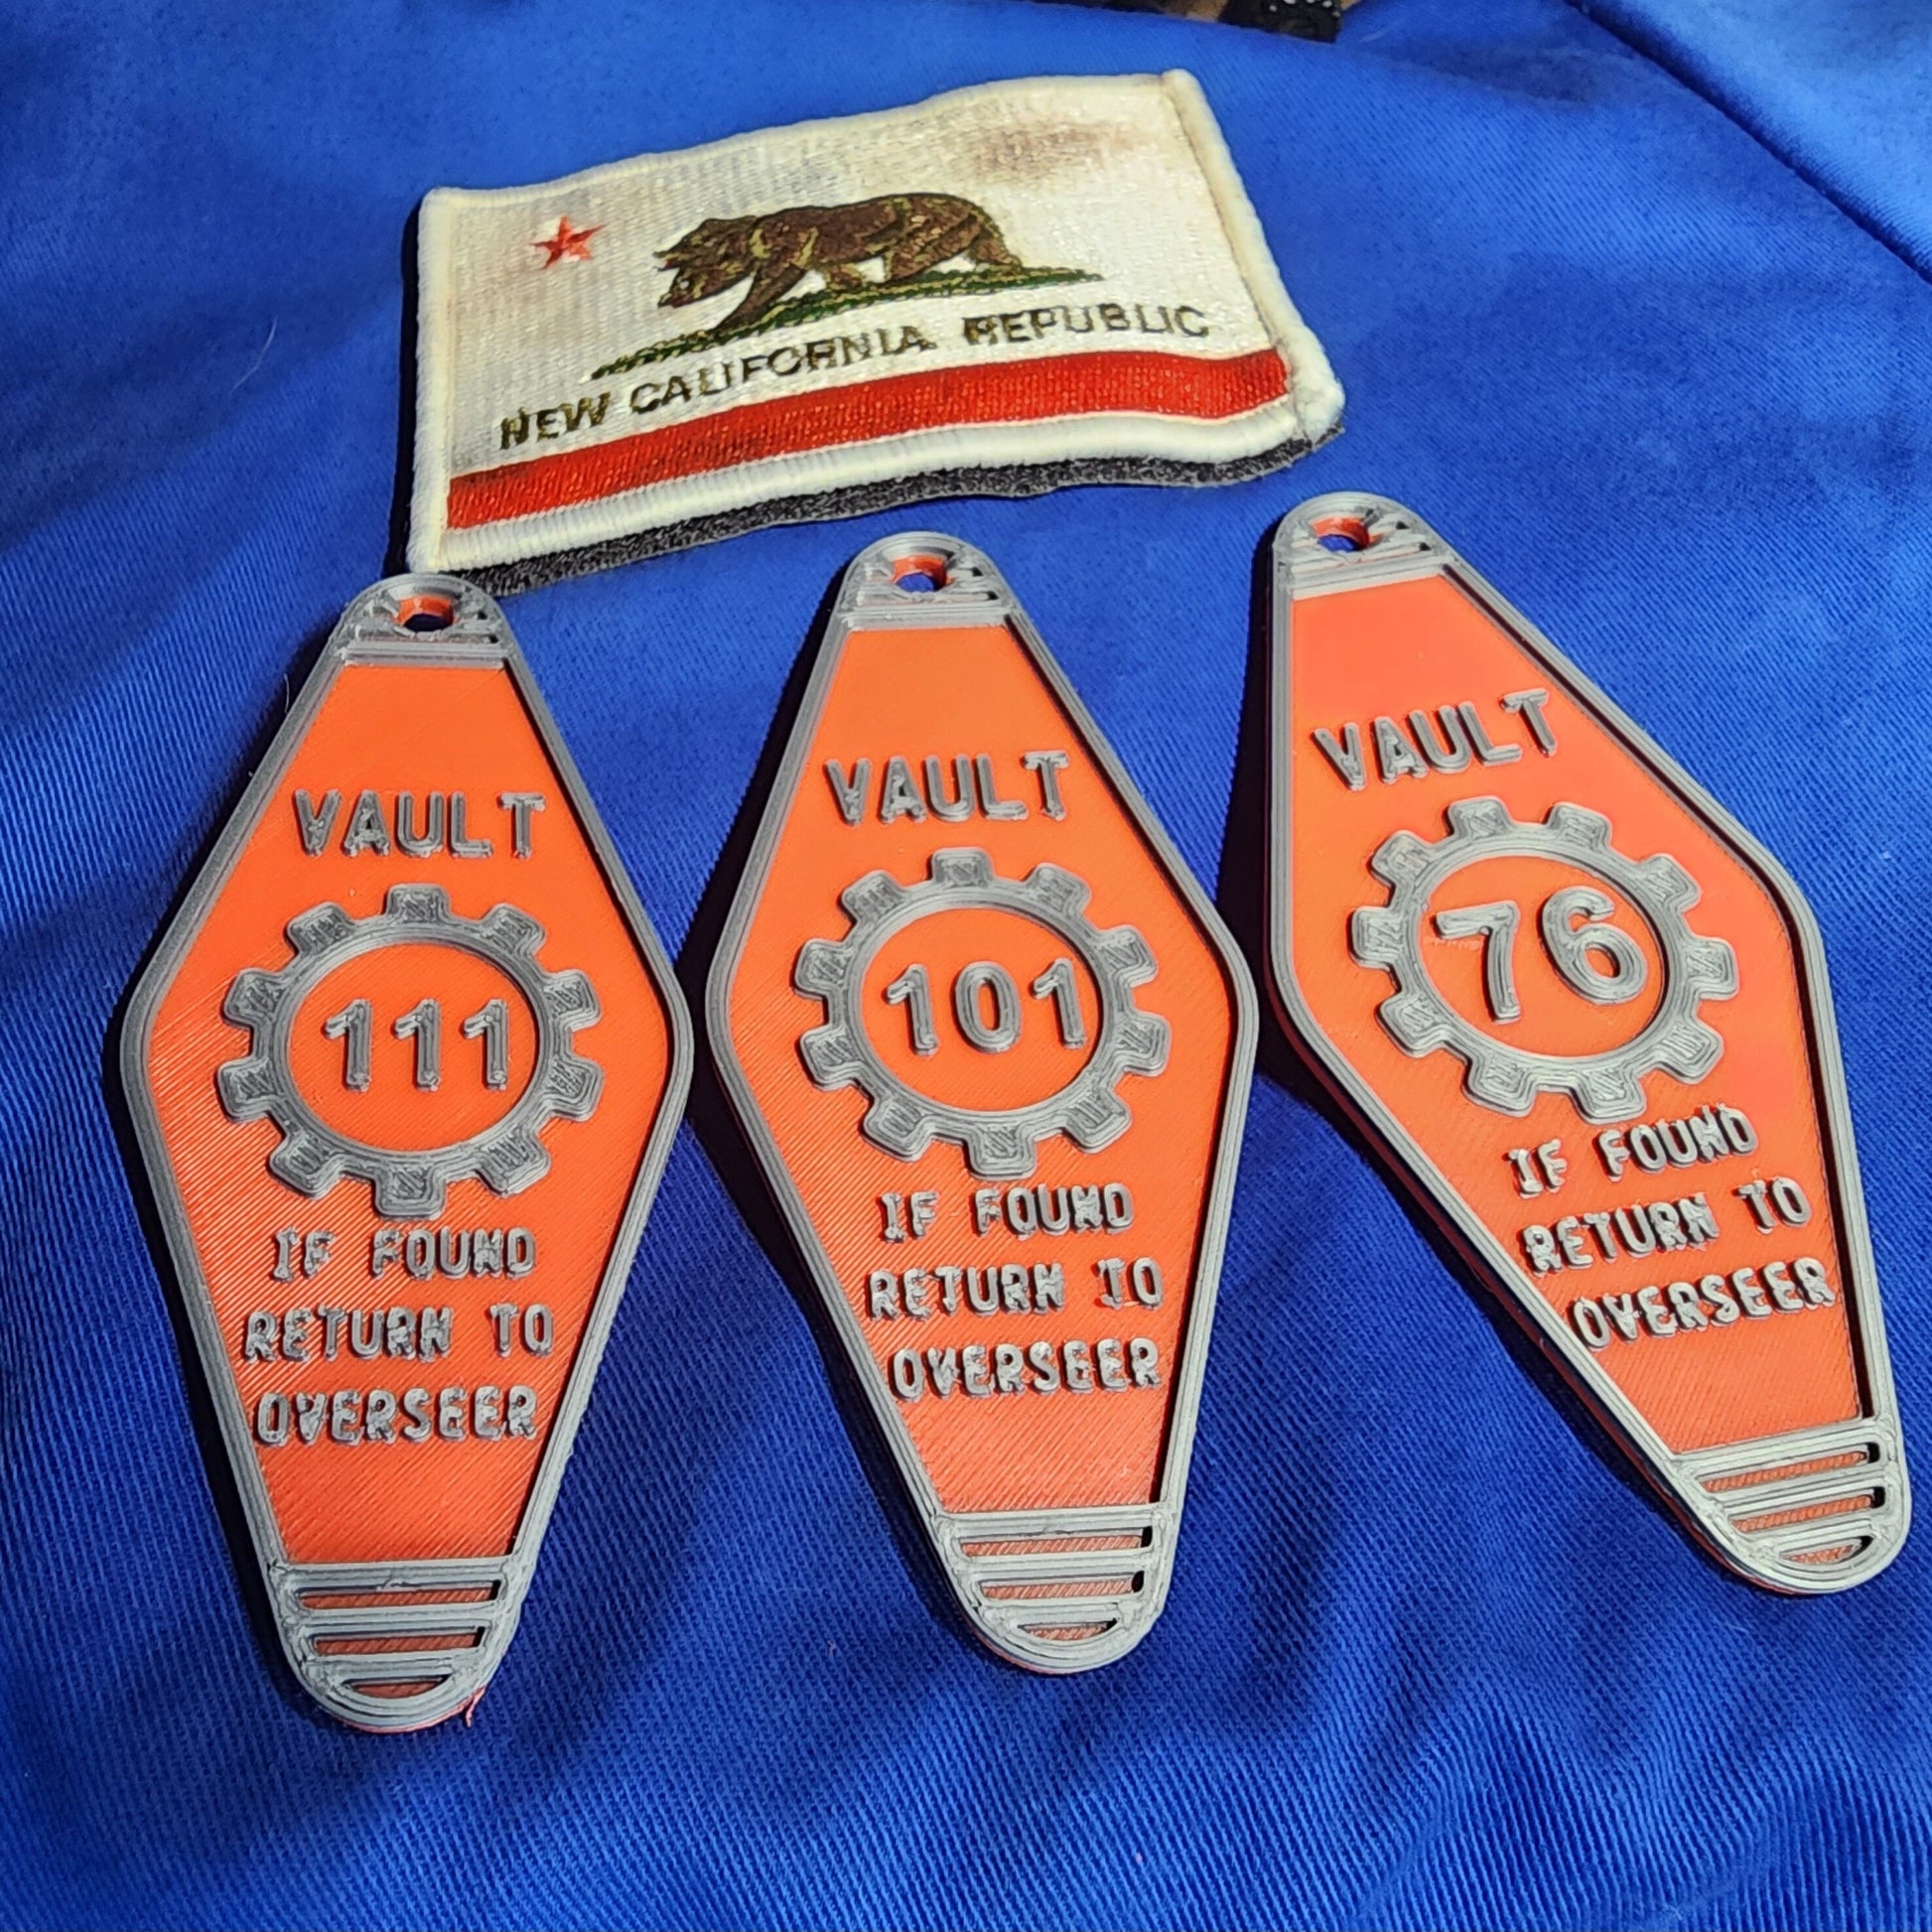 NEW CALIFORNIA REPUBLIC
VAULT
111
IF FOUND
RETURN TO
OVERSEER
VAULT
101
IF FOUND
RETURN TO
OVERSEER
VAULT
76
IF FOUND
RETURN TO
OVERSEER